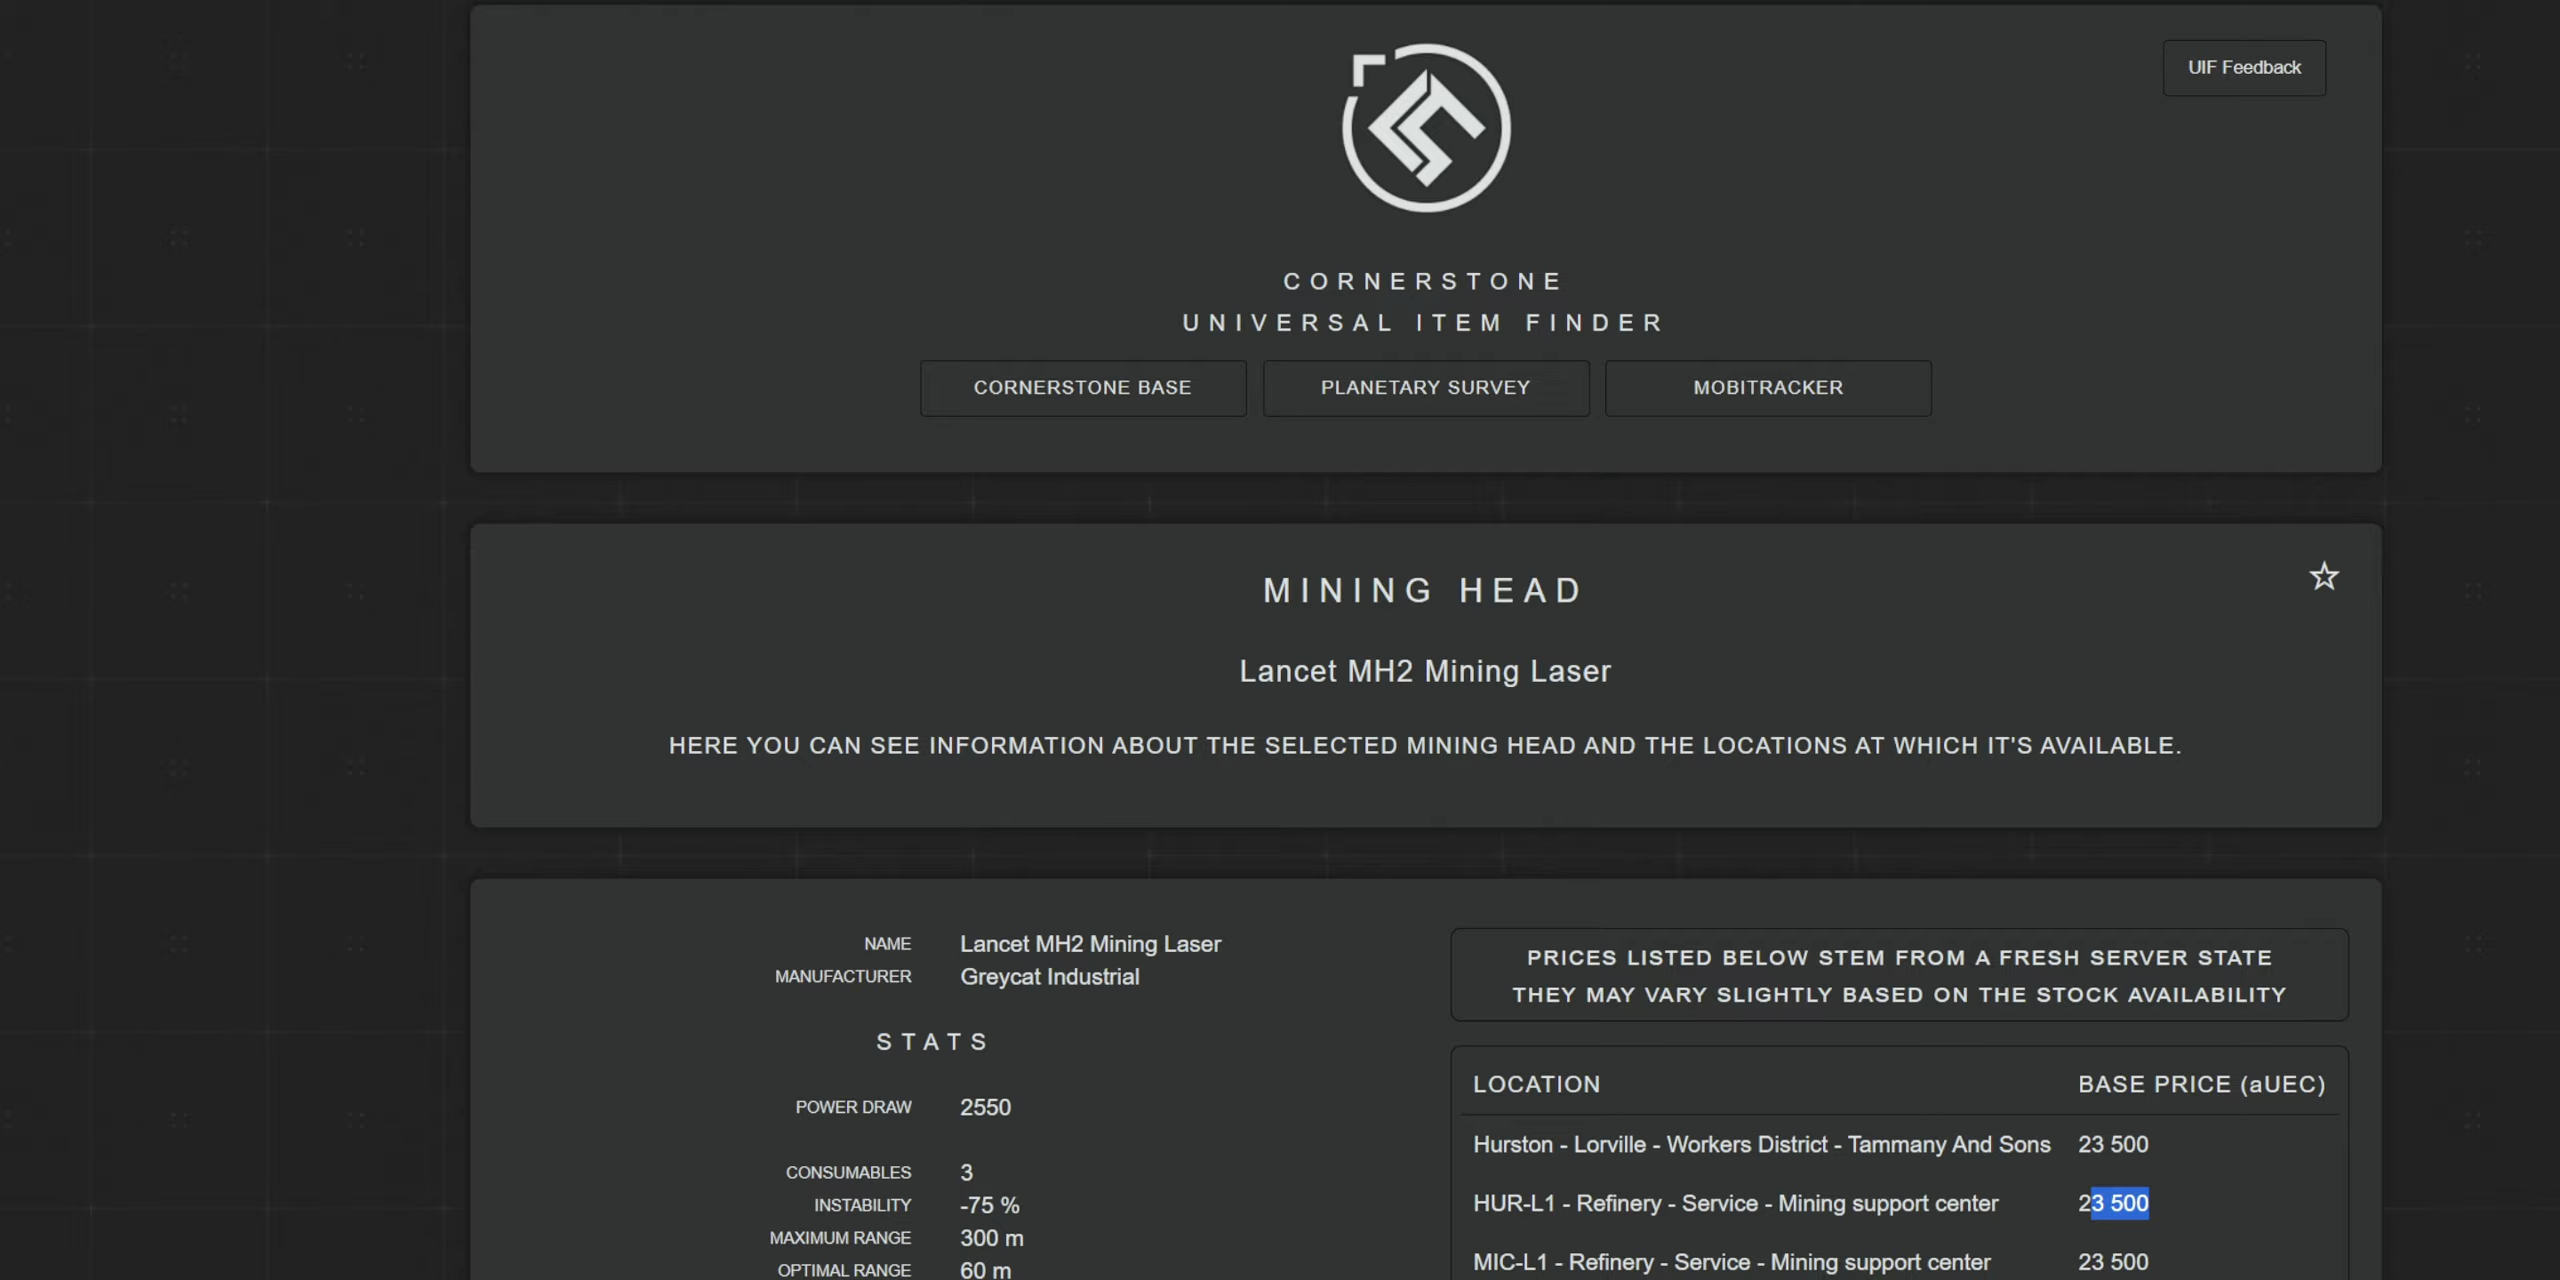 UIF Feedback
CORNERSTONE
UNIVERSAL ITEM FINDER
CORNERSTONE BASE
PLANETARY SURVEY
MOBITRACKER
MINING HEAD
Lancet MH2 Mining Laser
HERE YOU CAN SEE INFORMATION ABOUT THE SELECTED MINING HEAD AND THE LOCATIONS AT WHICH IT'S AVAILABLE.
NAME Lancet MH2 Mining Laser
MANUFACTURER Greycat Industrial
STATS
POWER DRAW 2550
CONSUMABLES 3
INSTABILITY -75 %
MAXIMUM RANGE 300 m
OPTIMAL RANGE 60 m
PRICES LISTED BELOW STEM FROM A FRESH SERVER STATE
THEY MAY VARY SLIGHTLY BASED ON THE STOCK AVAILABILITY
LOCATION BASE PRICE (aUEC)
Hurston - Lorville - Workers District - Tammany And Sons 23 500
HUR-L1 - Refinery - Service - Mining support center 23 500
MIC-L1 - Refinery - Service - Mining support center 23 500